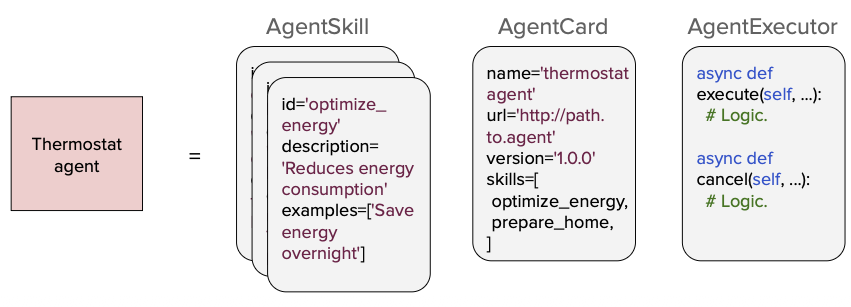 AgentSkill
AgentCard
AgentExecutor
Thermostat
agent
=
i
i
id='optimize_
energy'
description=
'Reduces energy
consumption'
examples=['Save
energy
overnight']
name='thermostat
agent'
url='http://path.
to.agent'
version='1.0.0'
skills=[
optimize_energy,
prepare_home,
]
async def
execute(self, ...):
# Logic.
async def
cancel(self, ...):
# Logic.